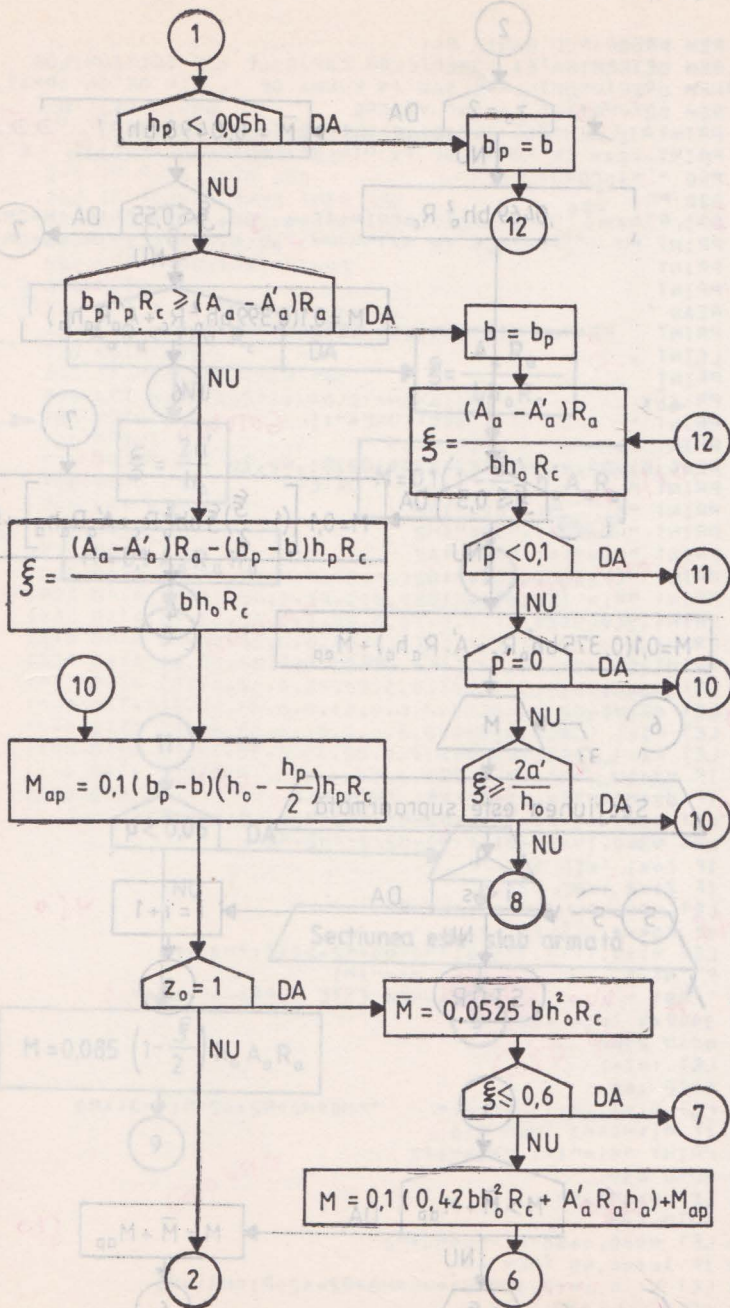 1
h_p < 0,05h
DA
b_p = b
NU
12
b_p h_p R_c ⩾ (A_a − A'_a) R_a
DA
b = b_p
NU
ξ = (A_a − A'_a) R_a / b h_o R_c
12
ξ = (A_a − A'_a) R_a − (b_p − b) h_p R_c / b h_o R_c
p < 0,1
DA
11
NU
p' = 0
DA
10
10
NU
M_ap = 0,1 (b_p − b) (h_o − h_p/2) h_p R_c
ξ ⩾ 2a'/h_o
DA
10
NU
8
z_o = 1
DA
M̅ = 0,0525 bh²_o R_c
NU
ξ ⩽ 0,6
DA
7
NU
M = 0,1 (0,42 bh²_o R_c + A'_a R_a h_a) + M_ap
2
6